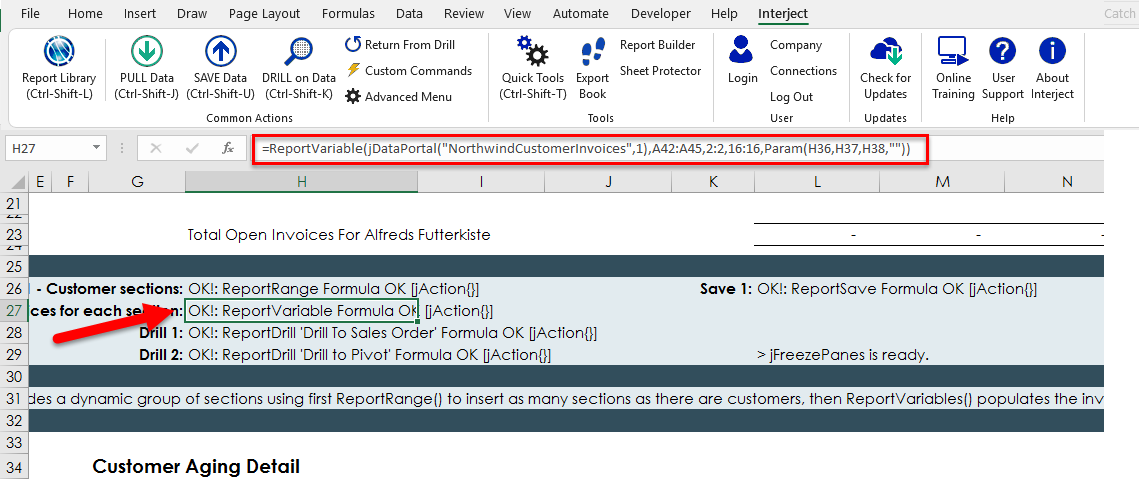 File Home Insert Draw Page Layout Formulas Data Review View Automate Developer Help Interject Catch
Report Library (Ctrl-Shift-L)
PULL Data (Ctrl-Shift-J)
SAVE Data (Ctrl-Shift-U)
DRILL on Data (Ctrl-Shift-K)
Return From Drill
Custom Commands
Advanced Menu
Common Actions
Quick Tools (Ctrl-Shift-T)
Export Book
Report Builder
Sheet Protector
Tools
Login
Company
Connections
Log Out
User
Check for Updates
Updates
Online Training
User Support
About Interject
Help
H27 fx =ReportVariable(jDataPortal("NorthwindCustomerInvoices",1),A42:A45,2:2,16:16,Param(H36,H37,H38,""))
E F G H I J K L M N
21
22
23 Total Open Invoices For Alfreds Futterkiste - - -
24
25
26 - Customer sections: OK!: ReportRange Formula OK [jAction{}] Save 1: OK!: ReportSave Formula OK [jAction{}]
27 ces for each section: OK!: ReportVariable Formula OK [jAction{}]
28 Drill 1: OK!: ReportDrill 'Drill To Sales Order' Formula OK [jAction{}]
29 Drill 2: OK!: ReportDrill 'Drill to Pivot' Formula OK [jAction{}] > jFreezePanes is ready.
30
31 des a dynamic group of sections using first ReportRange() to insert as many sections as there are customers, then ReportVariables() populates the inv
32
33
34 Customer Aging Detail